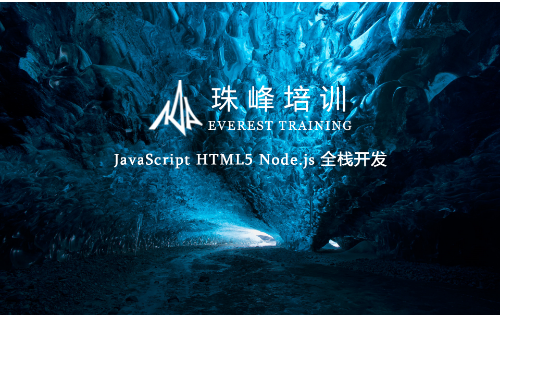 珠峰培训
EVEREST TRAINING
JavaScript HTML5 Node.js 全栈开发